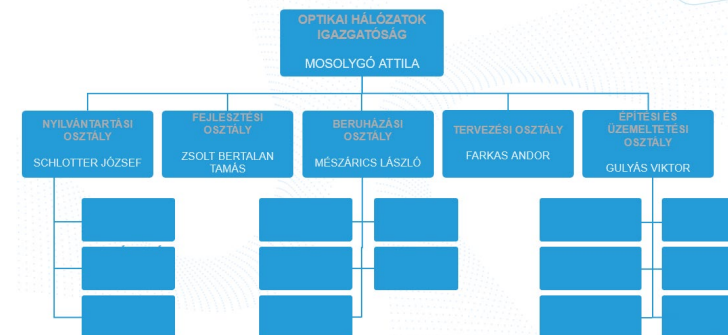 OPTIKAI HÁLÓZATOK
IGAZGATÓSÁG
MOSOLYGÓ ATTILA
NYILVÁNTARTÁSI
OSZTÁLY
SCHLOTTER JÓZSEF
FEJLESZTÉSI
OSZTÁLY
ZSOLT BERTALAN
TAMÁS
BERUHÁZÁSI
OSZTÁLY
MÉSZÁRICS LÁSZLÓ
TERVEZÉSI OSZTÁLY
FARKAS ANDOR
ÉPÍTÉSI ÉS
ÜZEMELTETÉSI
OSZTÁLY
GULYÁS VIKTOR